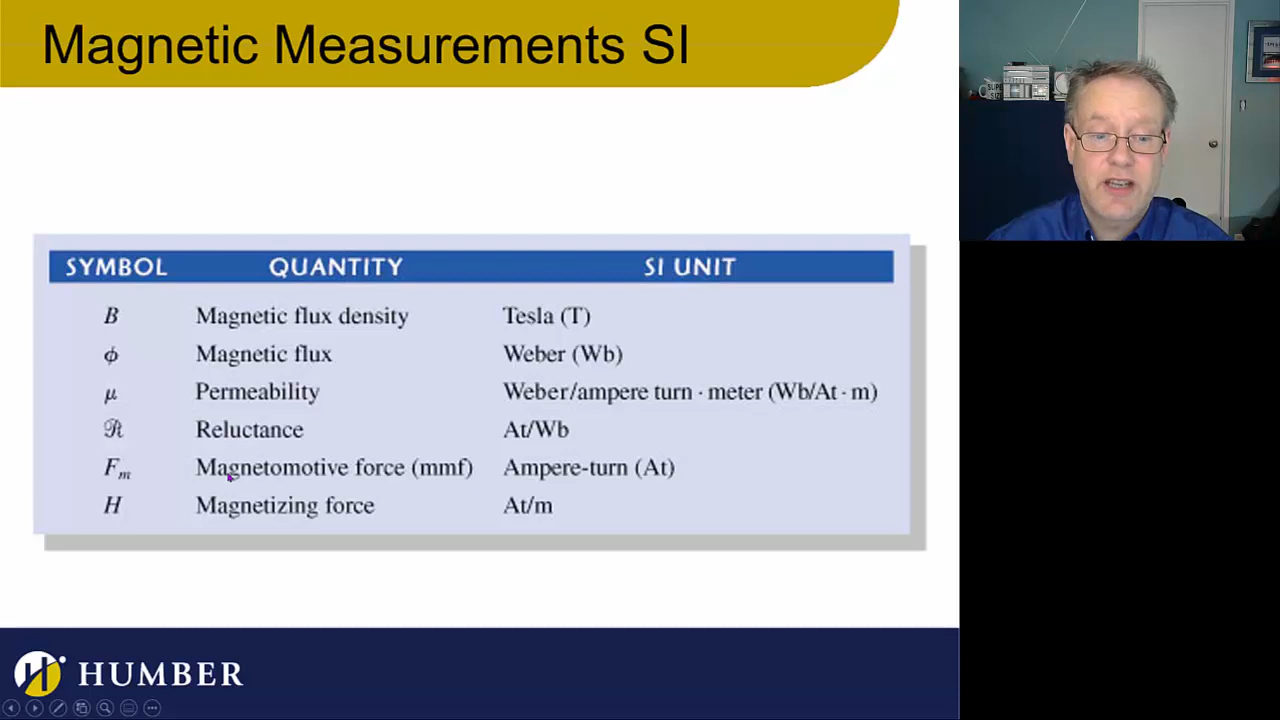 Magnetic Measurements SI
SYMBOL QUANTITY SI UNIT
B Magnetic flux density Tesla (T)
ϕ Magnetic flux Weber (Wb)
μ Permeability Weber/ampere turn · meter (Wb/At · m)
ℛ Reluctance At/Wb
Fm Magnetomotive force (mmf) Ampere-turn (At)
H Magnetizing force At/m
HUMBER